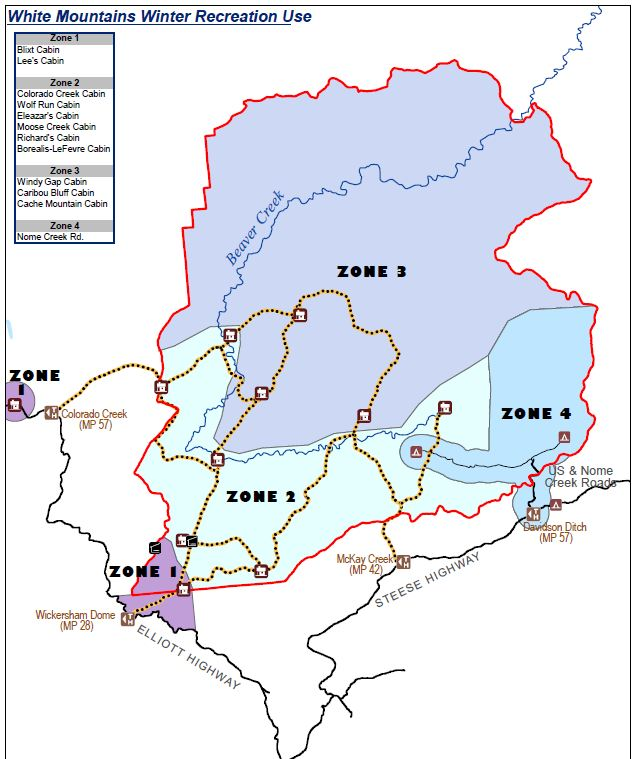 White Mountains Winter Recreation Use
Zone 1
Blixt Cabin
Lee's Cabin
Zone 2
Colorado Creek Cabin
Wolf Run Cabin
Eleazar's Cabin
Moose Creek Cabin
Richard's Cabin
Borealis-LeFevre Cabin
Zone 3
Windy Gap Cabin
Caribou Bluff Cabin
Cache Mountain Cabin
Zone 4
Nome Creek Rd.
Beaver Creek
ZONE 3
ZONE
1
Colorado Creek
(MP 57)
ZONE 4
US & Nome
Creek Roads
ZONE 2
Davidson Ditch
(MP 57)
McKay Creek
(MP 42)
ZONE 1
STEESE HIGHWAY
Wickersham Dome
(MP 28)
ELLIOTT HIGHWAY